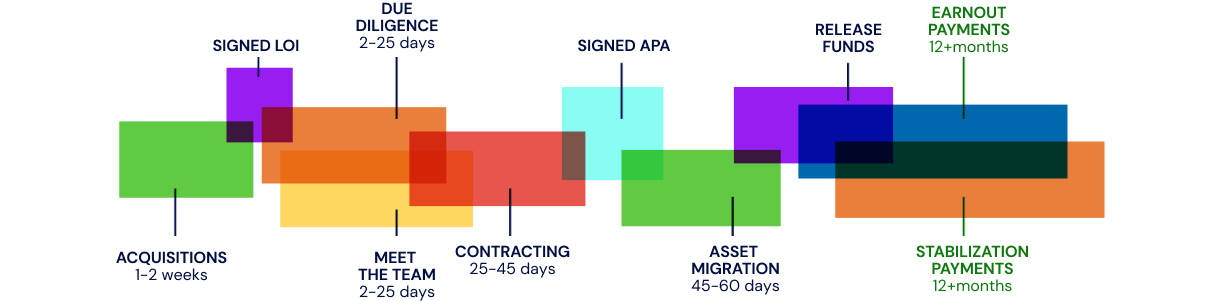 SIGNED LOI
DUE
DILIGENCE
2-25 days
SIGNED APA
RELEASE
FUNDS
EARNOUT
PAYMENTS
12+months
ACQUISITIONS
1-2 weeks
MEET
THE TEAM
2-25 days
CONTRACTING
25-45 days
ASSET
MIGRATION
45-60 days
STABILIZATION
PAYMENTS
12+months